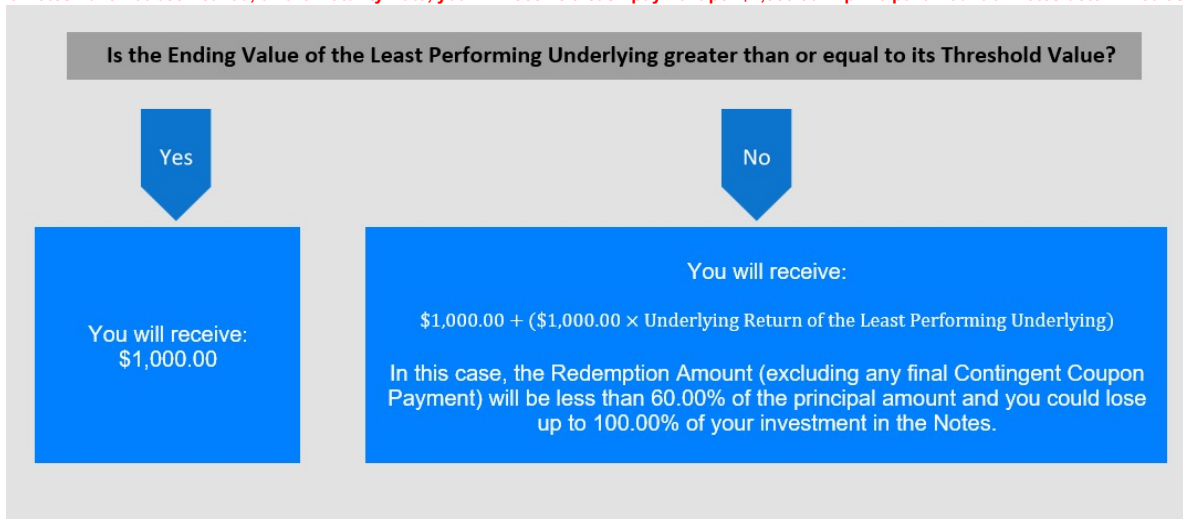 Is the Ending Value of the Least Performing Underlying greater than or equal to its Threshold Value?
Yes
No
You will receive:
$1,000.00
You will receive:
$1,000.00 + ($1,000.00 × Underlying Return of the Least Performing Underlying)
In this case, the Redemption Amount (excluding any final Contingent Coupon
Payment) will be less than 60.00% of the principal amount and you could lose
up to 100.00% of your investment in the Notes.